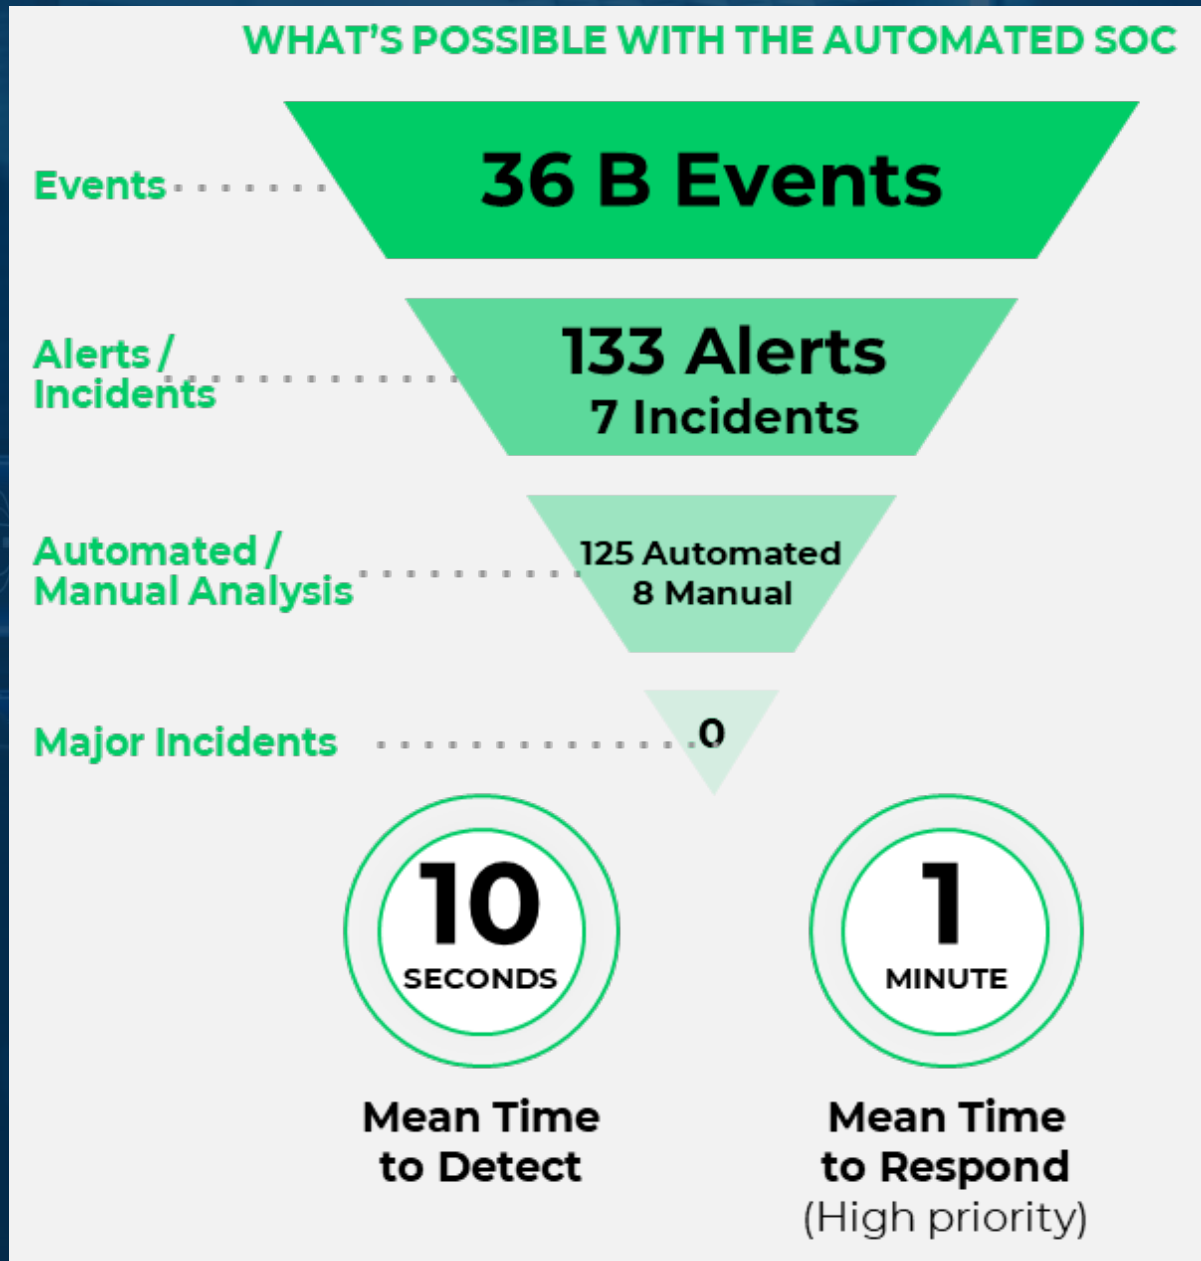 WHAT'S POSSIBLE WITH THE AUTOMATED SOC
Events
36 B Events
Alerts /
Incidents
133 Alerts
7 Incidents
Automated /
Manual Analysis
125 Automated
8 Manual
Major Incidents
0
10
SECONDS
Mean Time
to Detect
1
MINUTE
Mean Time
to Respond
(High priority)